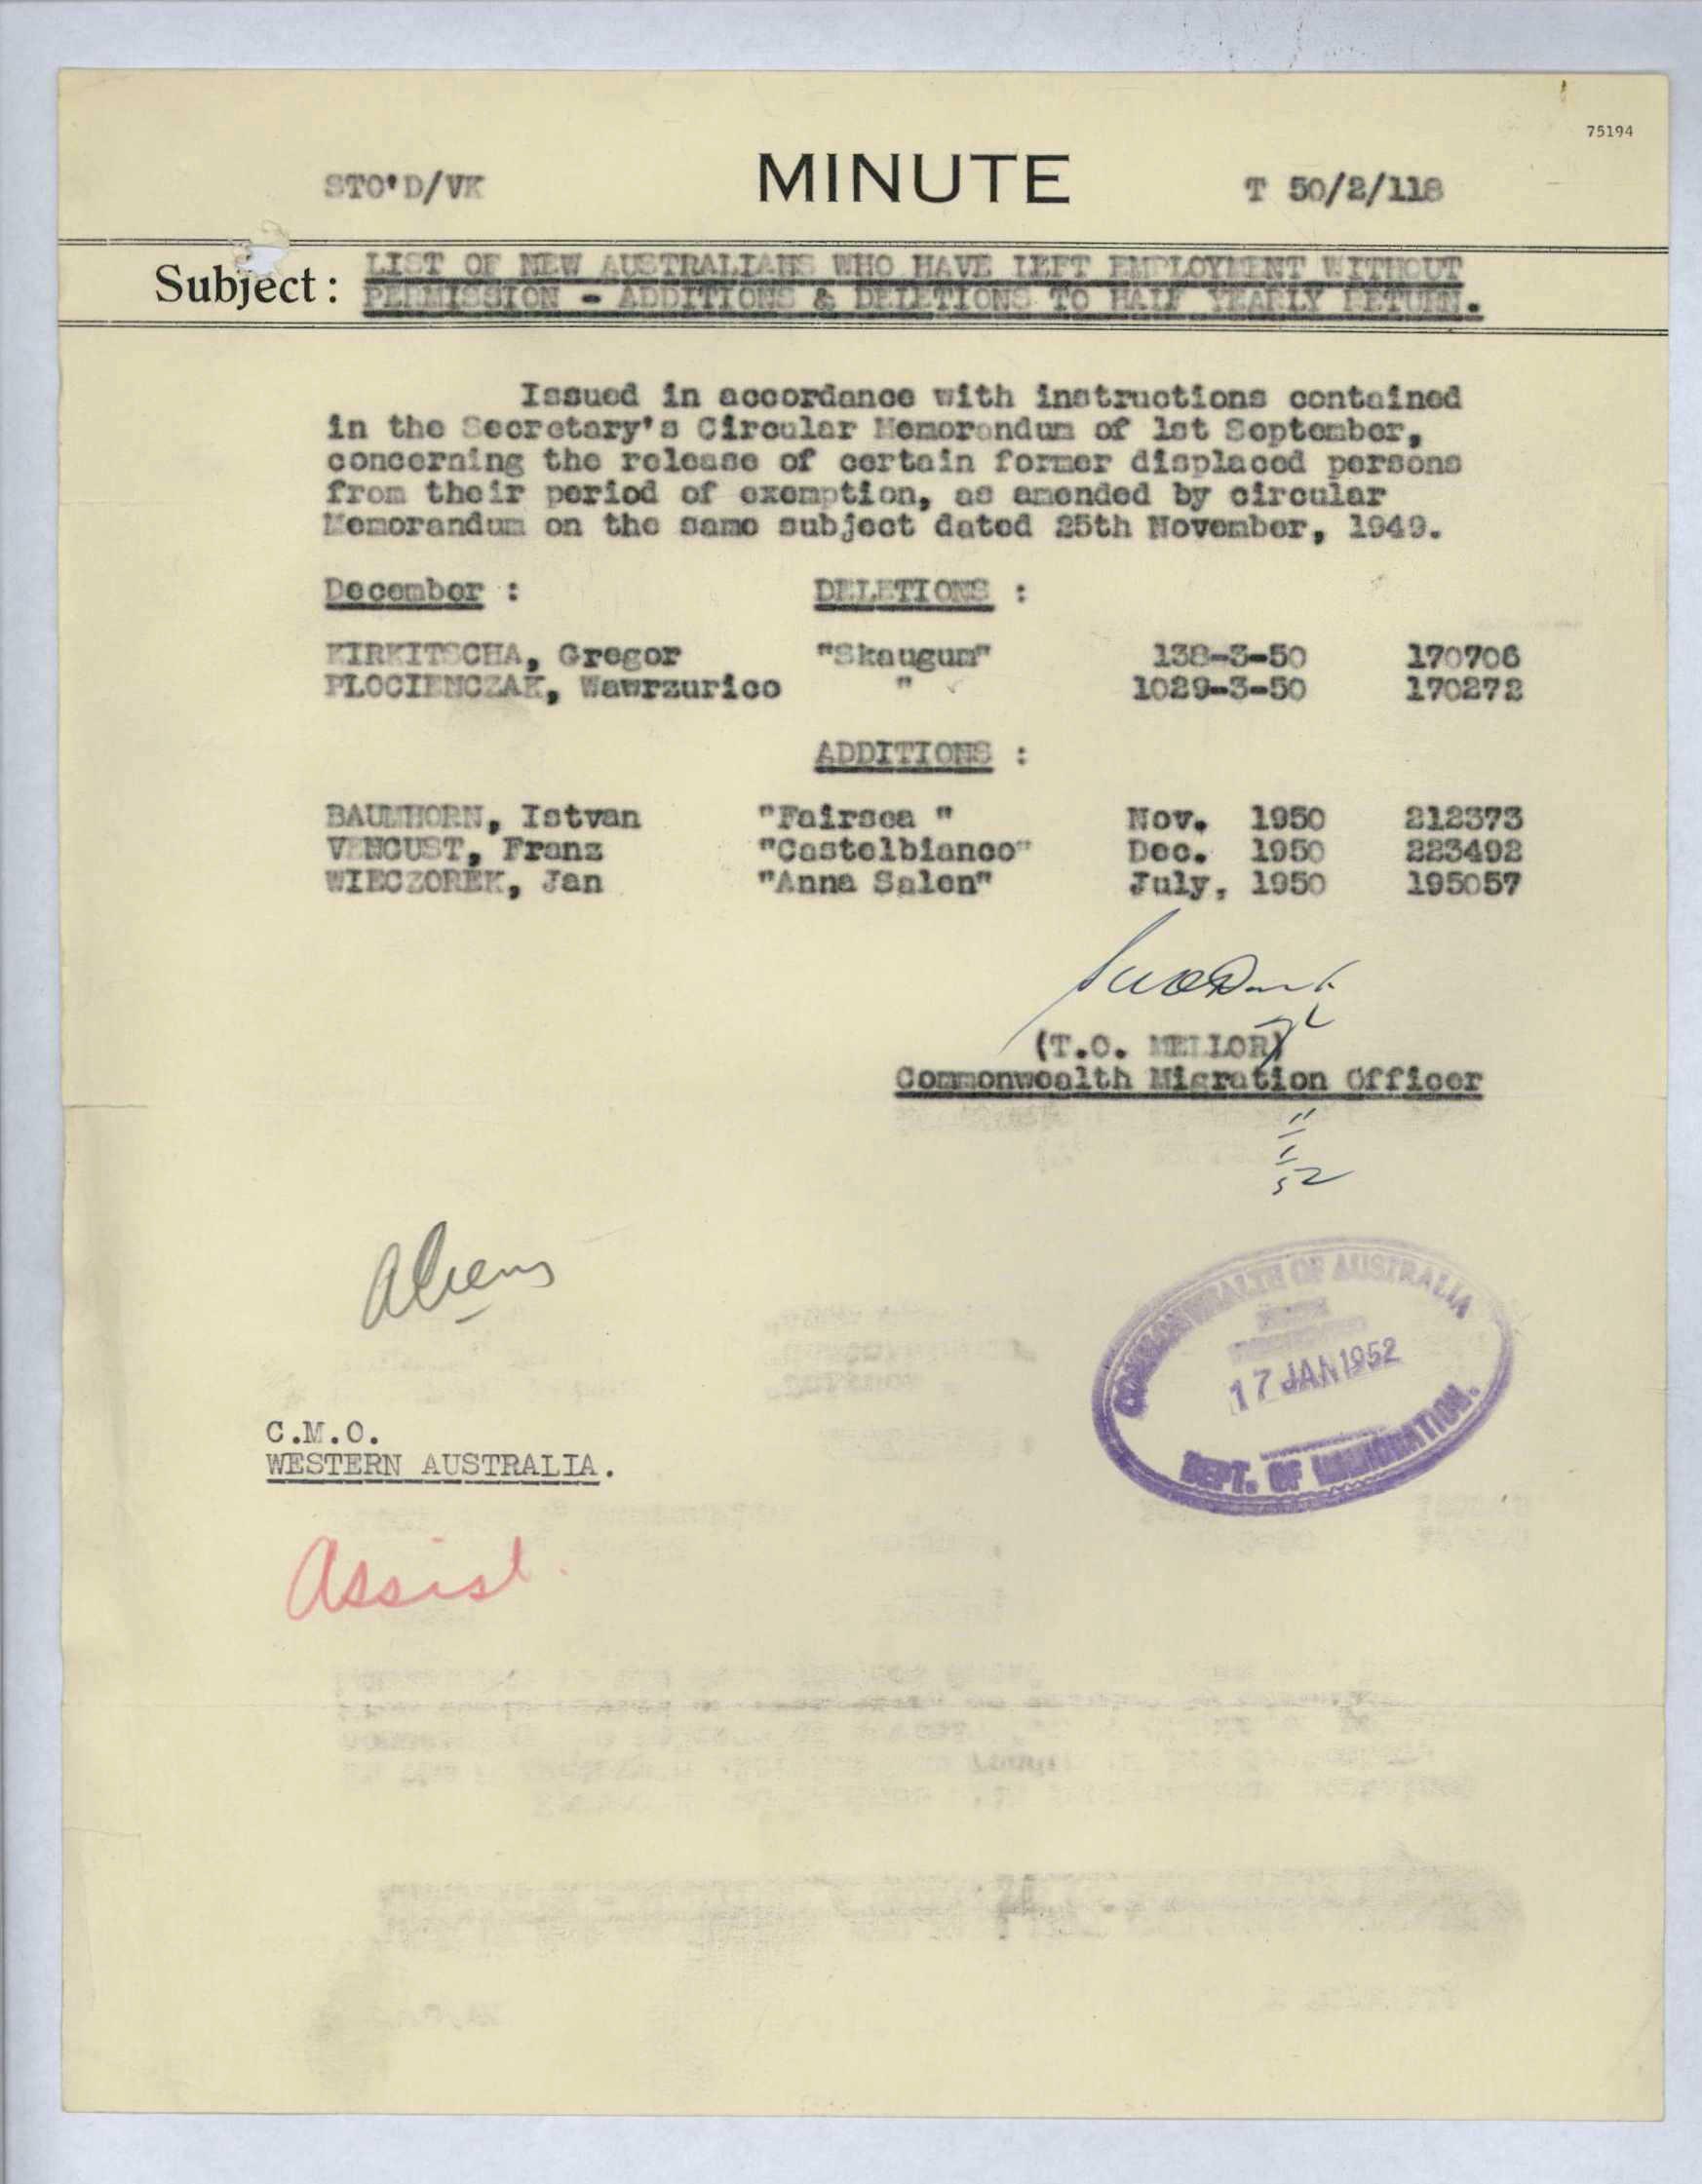 75194
STO'D/VK
MINUTE
T 50/2/118
Subject: LIST OF NEW AUSTRALIANS WHO HAVE LEFT EMPLOYMENT WITHOUT
PERMISSION - ADDITIONS & DELETIONS TO HALF YEARLY RETURN.
Issued in accordance with instructions contained
in the Secretary's Circular Memorandum of 1st September,
concerning the release of certain former displaced persons
from their period of exemption, as amended by circular
Memorandum on the same subject dated 25th November, 1949.
December : DELETIONS :
KIRKITSCHA, Gregor "Skaugum" 138-3-50 170706
PLOCIENCZAK, Wawrzurico " 1029-3-50 170272
ADDITIONS :
BAUMHORN, Istvan "Fairsea " Nov. 1950 212373
VENCUST, Franz "Castelbianco" Dec. 1950 223492
WIECZOREK, Jan "Anna Salen" July, 1950 195057
(T.O. MELLOR)
Commonwealth Migration Officer
11
1
52
Aliens
COMMONWEALTH OF AUSTRALIA
17 JAN 1952
DEPT. OF IMMIGRATION.
C.M.O.
WESTERN AUSTRALIA.
Assist.